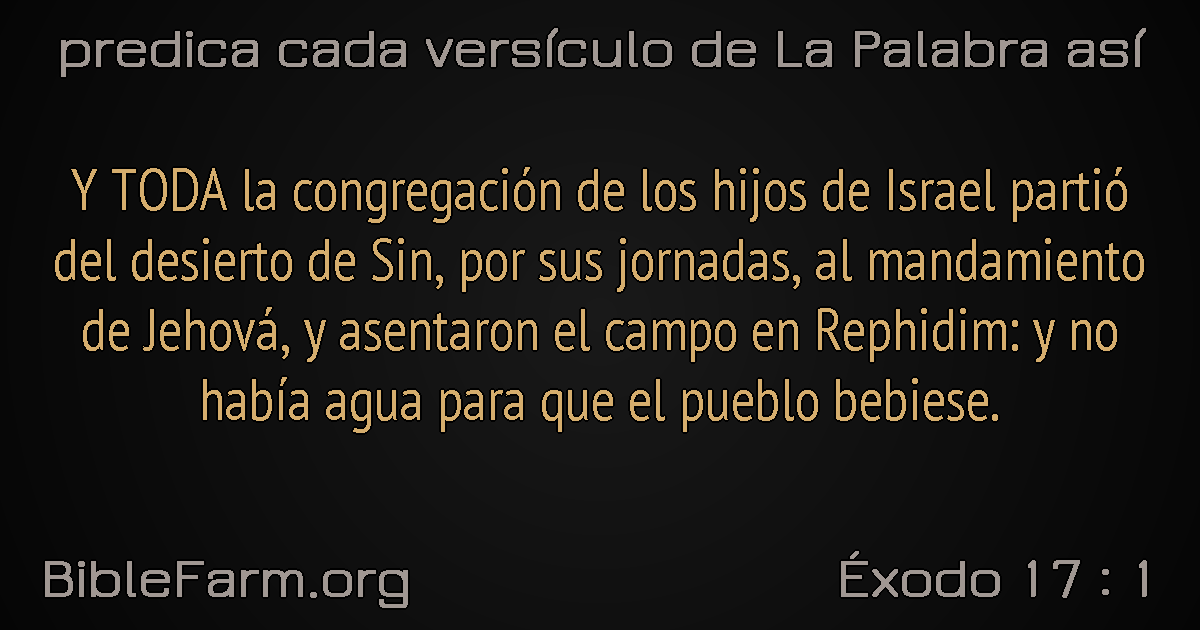 predica cada versículo de La Palabra así
Y TODA la congregación de los hijos de Israel partió
del desierto de Sin, por sus jornadas, al mandamiento
de Jehová, y asentaron el campo en Rephidim: y no
había agua para que el pueblo bebiese.
BibleFarm.org
Éxodo 17 : 1